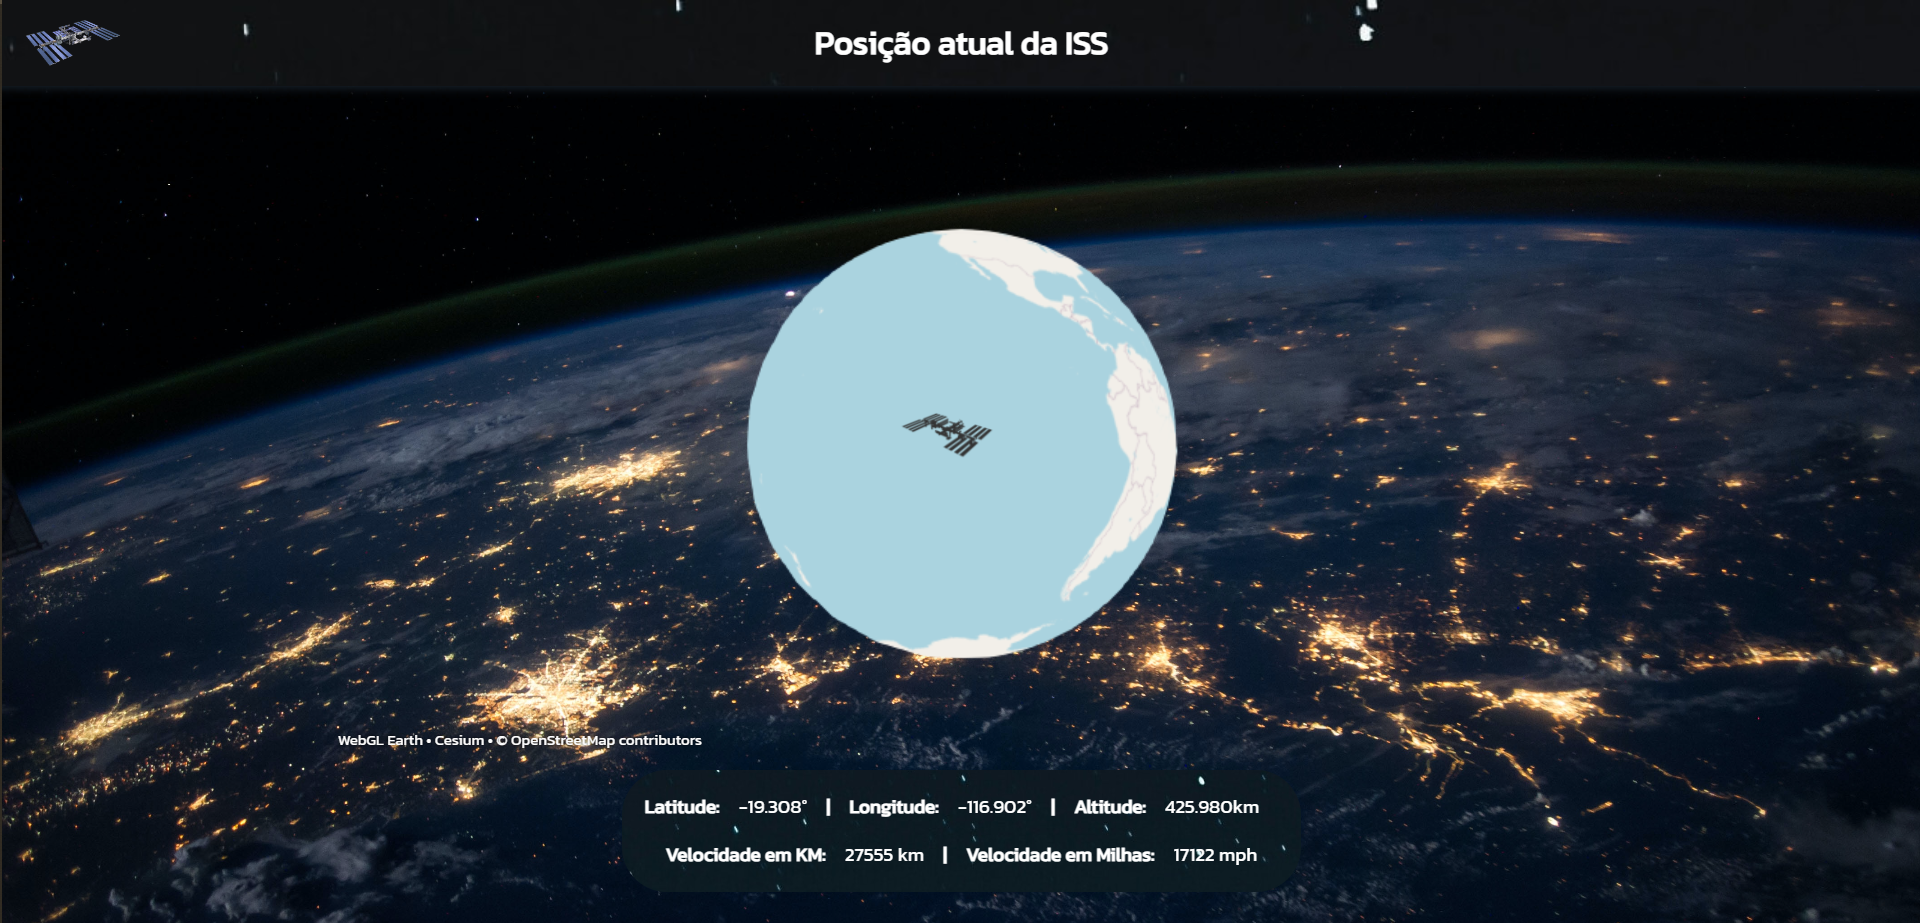 Posição atual da ISS
WebGL Earth • Cesium • © OpenStreetMap contributors
Latitude: -19.308° | Longitude: -116.902° | Altitude: 425.980km
Velocidade em KM: 27555 km | Velocidade em Milhas: 17122 mph